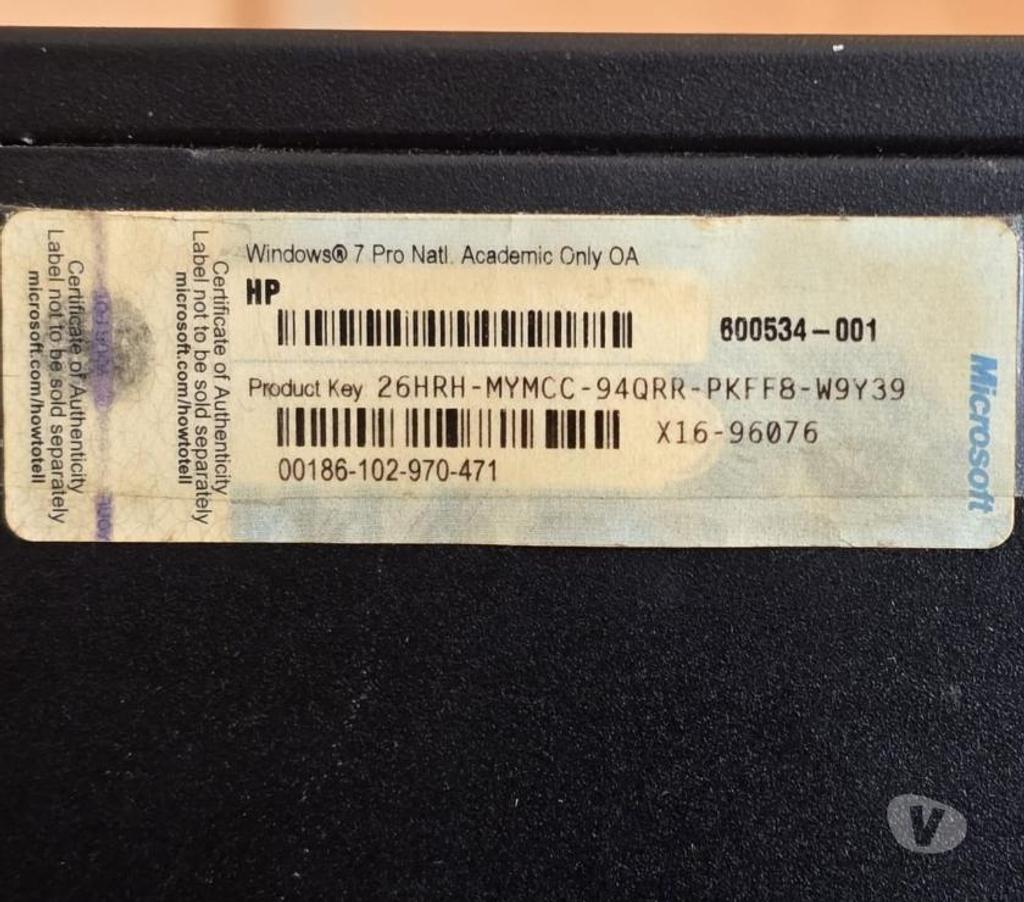 Windows® 7 Pro Natl. Academic Only OA
HP
600534-001
Product Key 26HRH-MYMCC-94QRR-PKFF8-W9Y39
X16-96076
00186-102-970-471
Certificate of Authenticity
Label not to be sold separately
microsoft.com/howtotell
Certificate of Authenticity
Label not to be sold separately
microsoft.com/howtotell
Microsoft
V